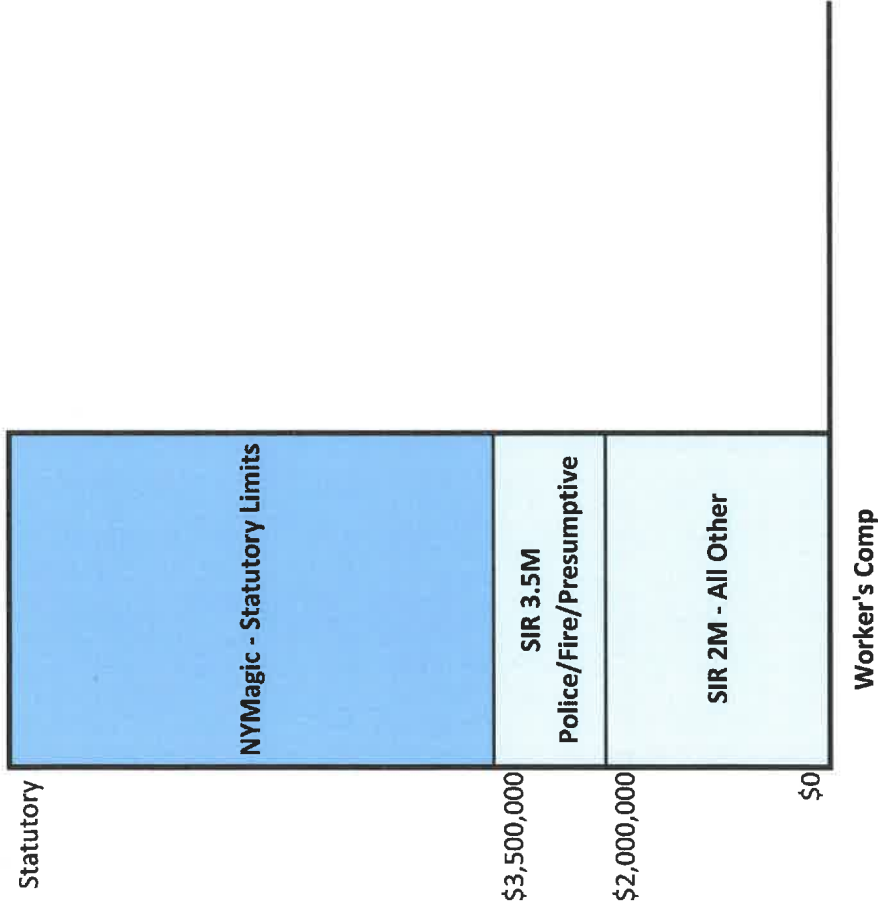 Statutory
NYMagic - Statutory Limits
$3,500,000
SIR 3.5M
Police/Fire/Presumptive
$2,000,000
SIR 2M - All Other
$0
Worker's Comp